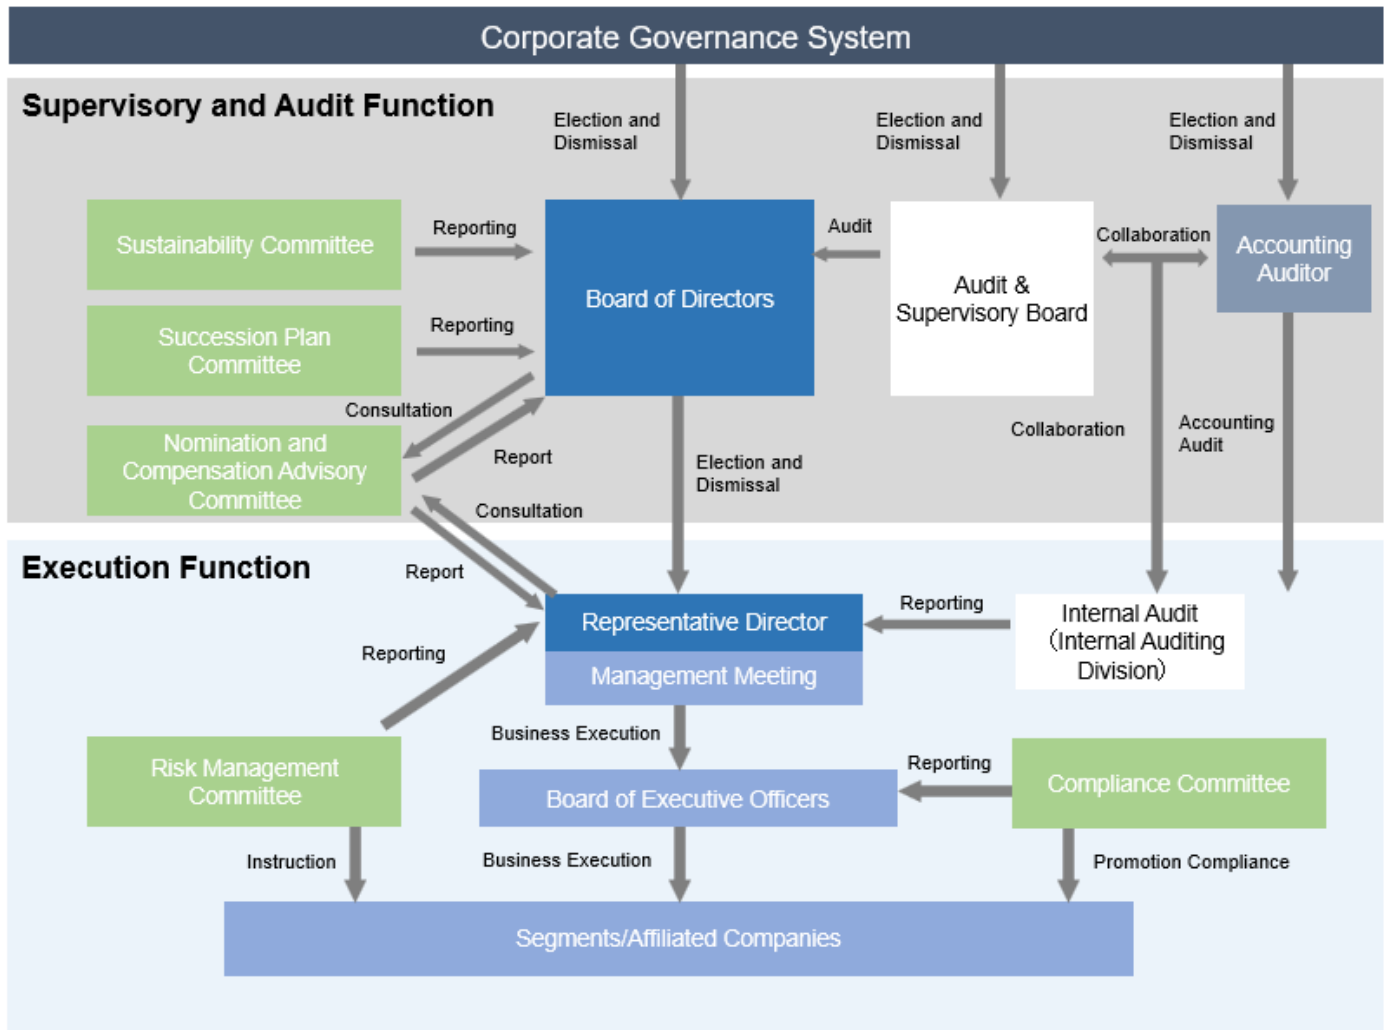 Corporate Governance System
Supervisory and Audit Function
Election and
Dismissal
Election and
Dismissal
Election and
Dismissal
Sustainability Committee
Reporting
Board of Directors
Audit
Audit &
Supervisory Board
Collaboration
Accounting
Auditor
Succession Plan
Committee
Reporting
Consultation
Nomination and
Compensation Advisory
Committee
Report
Election and
Dismissal
Collaboration
Accounting
Audit
Consultation
Execution Function
Report
Representative Director
Management Meeting
Reporting
Internal Audit
（Internal Auditing
Division）
Reporting
Business Execution
Risk Management
Committee
Board of Executive Officers
Reporting
Compliance Committee
Instruction
Business Execution
Promotion Compliance
Segments/Affiliated Companies